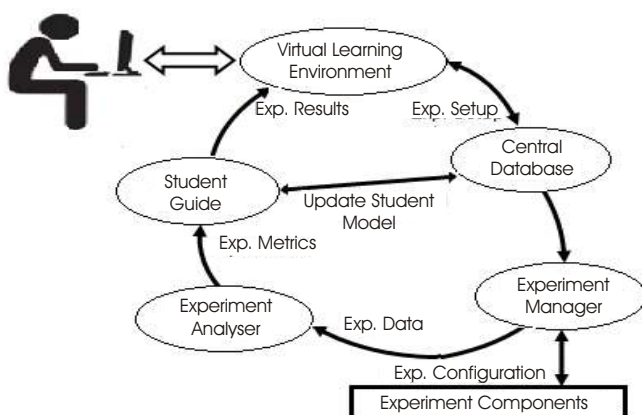 Virtual Learning
Environment
Exp. Results
Exp. Setup
Central
Database
Student
Guide
Update Student
Model
Exp. Metrics
Experiment
Manager
Experiment
Analyser
Exp. Data
Exp. Configuration
Experiment Components